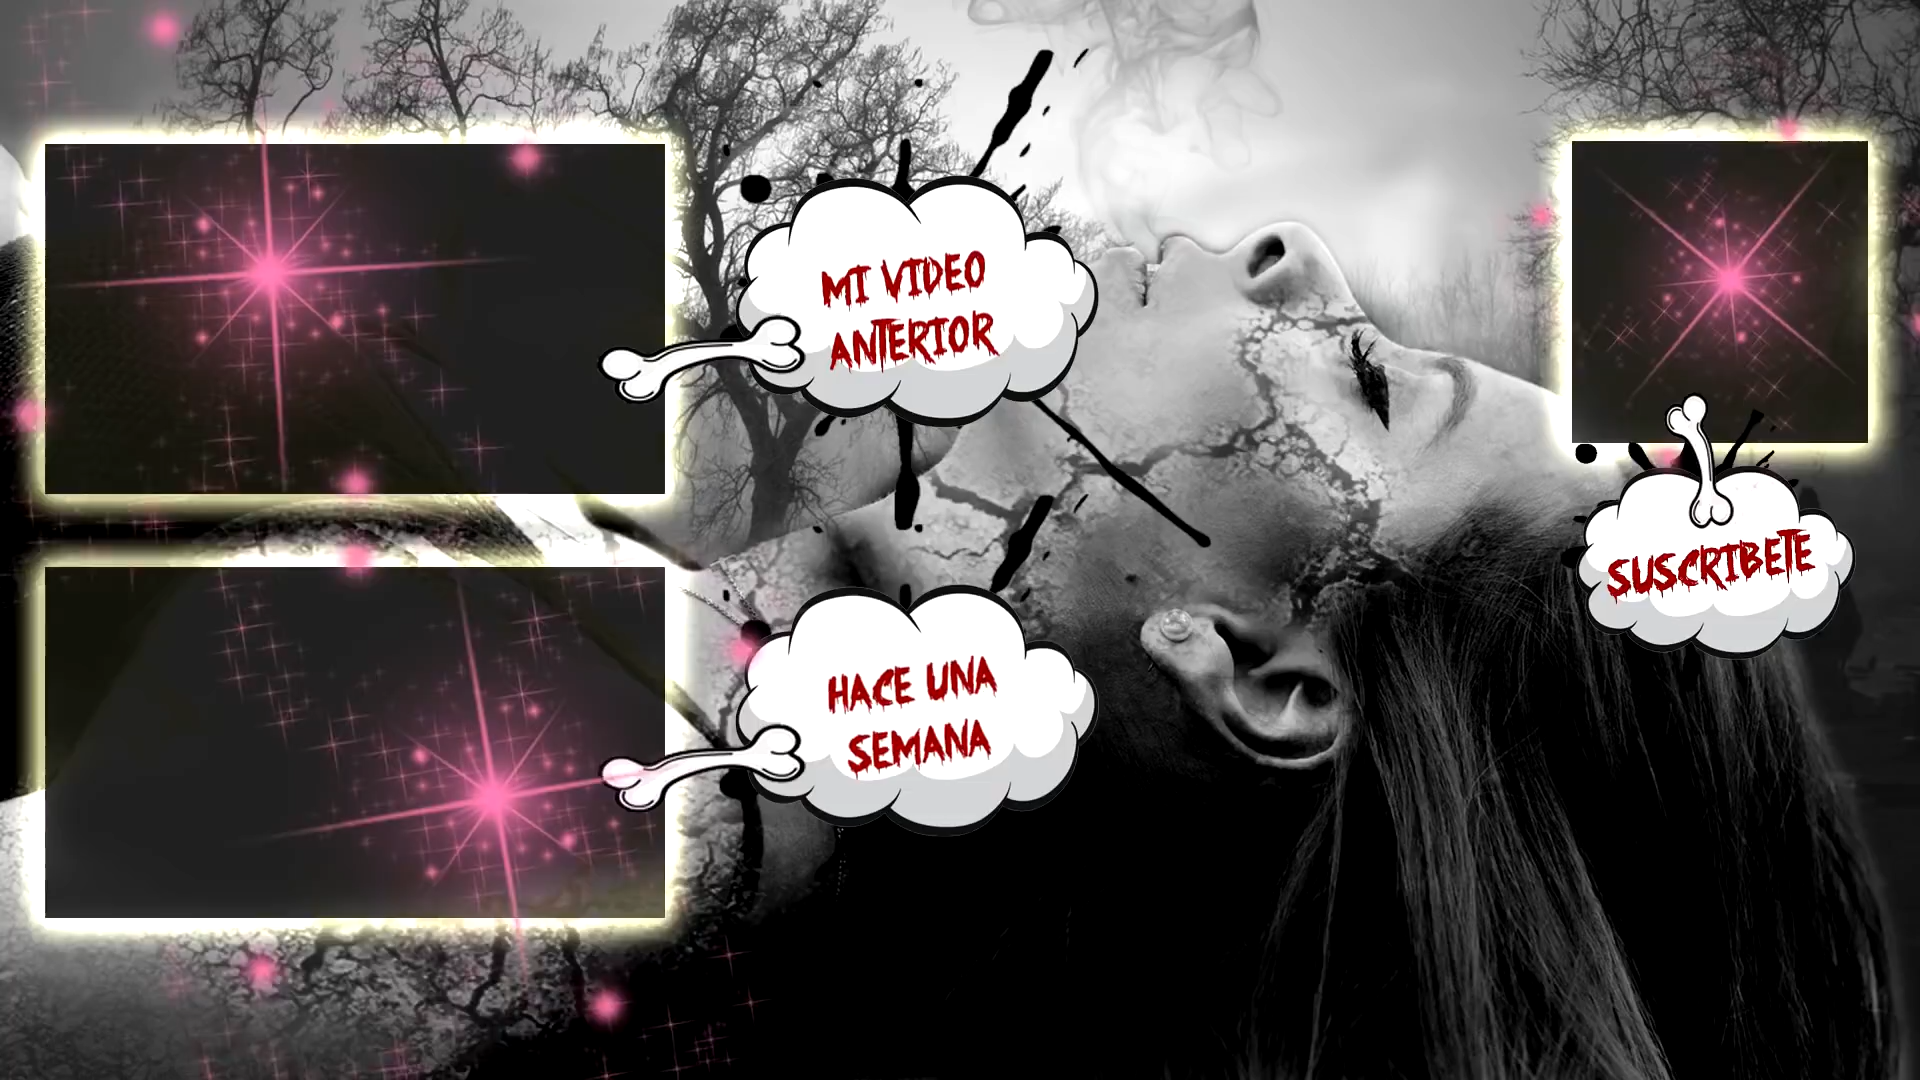 MI VIDEO
ANTERIOR
HACE UNA
SEMANA
SUSCRIBETE